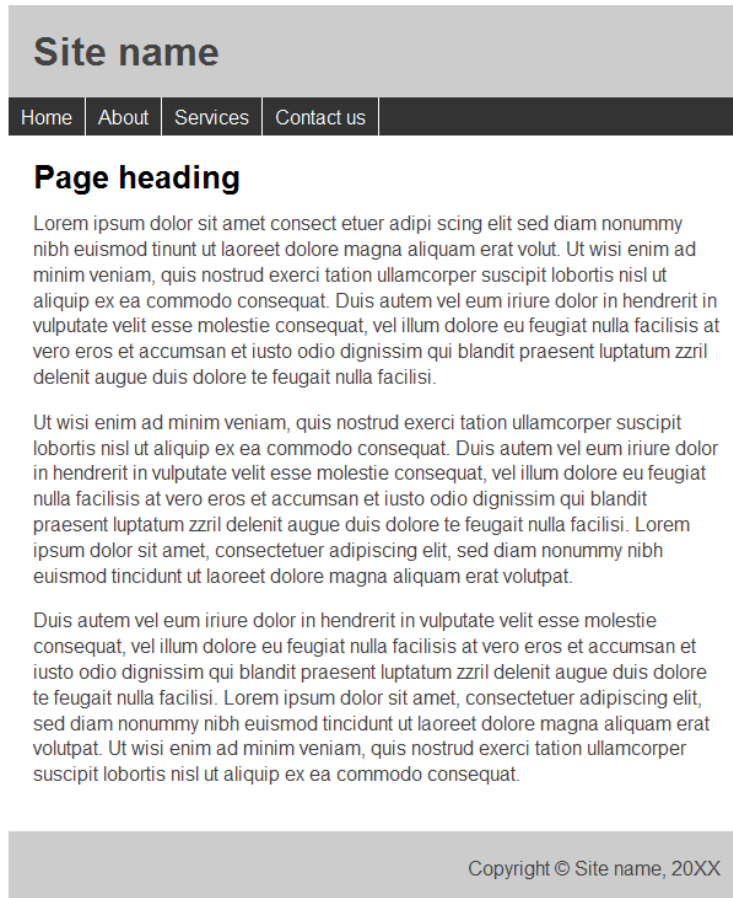 Site name
Home About Services Contact us
Page heading
Lorem ipsum dolor sit amet consect etuer adipi scing elit sed diam nonummy
nibh euismod tinunt ut laoreet dolore magna aliquam erat volut. Ut wisi enim ad
minim veniam, quis nostrud exerci tation ullamcorper suscipit lobortis nisl ut
aliquip ex ea commodo consequat. Duis autem vel eum iriure dolor in hendrerit in
vulputate velit esse molestie consequat, vel illum dolore eu feugiat nulla facilisis at
vero eros et accumsan et iusto odio dignissim qui blandit praesent luptatum zzril
delenit augue duis dolore te feugait nulla facilisi.
Ut wisi enim ad minim veniam, quis nostrud exerci tation ullamcorper suscipit
lobortis nisl ut aliquip ex ea commodo consequat. Duis autem vel eum iriure dolor
in hendrerit in vulputate velit esse molestie consequat, vel illum dolore eu feugiat
nulla facilisis at vero eros et accumsan et iusto odio dignissim qui blandit
praesent luptatum zzril delenit augue duis dolore te feugait nulla facilisi. Lorem
ipsum dolor sit amet, consectetuer adipiscing elit, sed diam nonummy nibh
euismod tincidunt ut laoreet dolore magna aliquam erat volutpat.
Duis autem vel eum iriure dolor in hendrerit in vulputate velit esse molestie
consequat, vel illum dolore eu feugiat nulla facilisis at vero eros et accumsan et
iusto odio dignissim qui blandit praesent luptatum zzril delenit augue duis dolore
te feugait nulla facilisi. Lorem ipsum dolor sit amet, consectetuer adipiscing elit,
sed diam nonummy nibh euismod tincidunt ut laoreet dolore magna aliquam erat
volutpat. Ut wisi enim ad minim veniam, quis nostrud exerci tation ullamcorper
suscipit lobortis nisl ut aliquip ex ea commodo consequat.
Copyright © Site name, 20XX